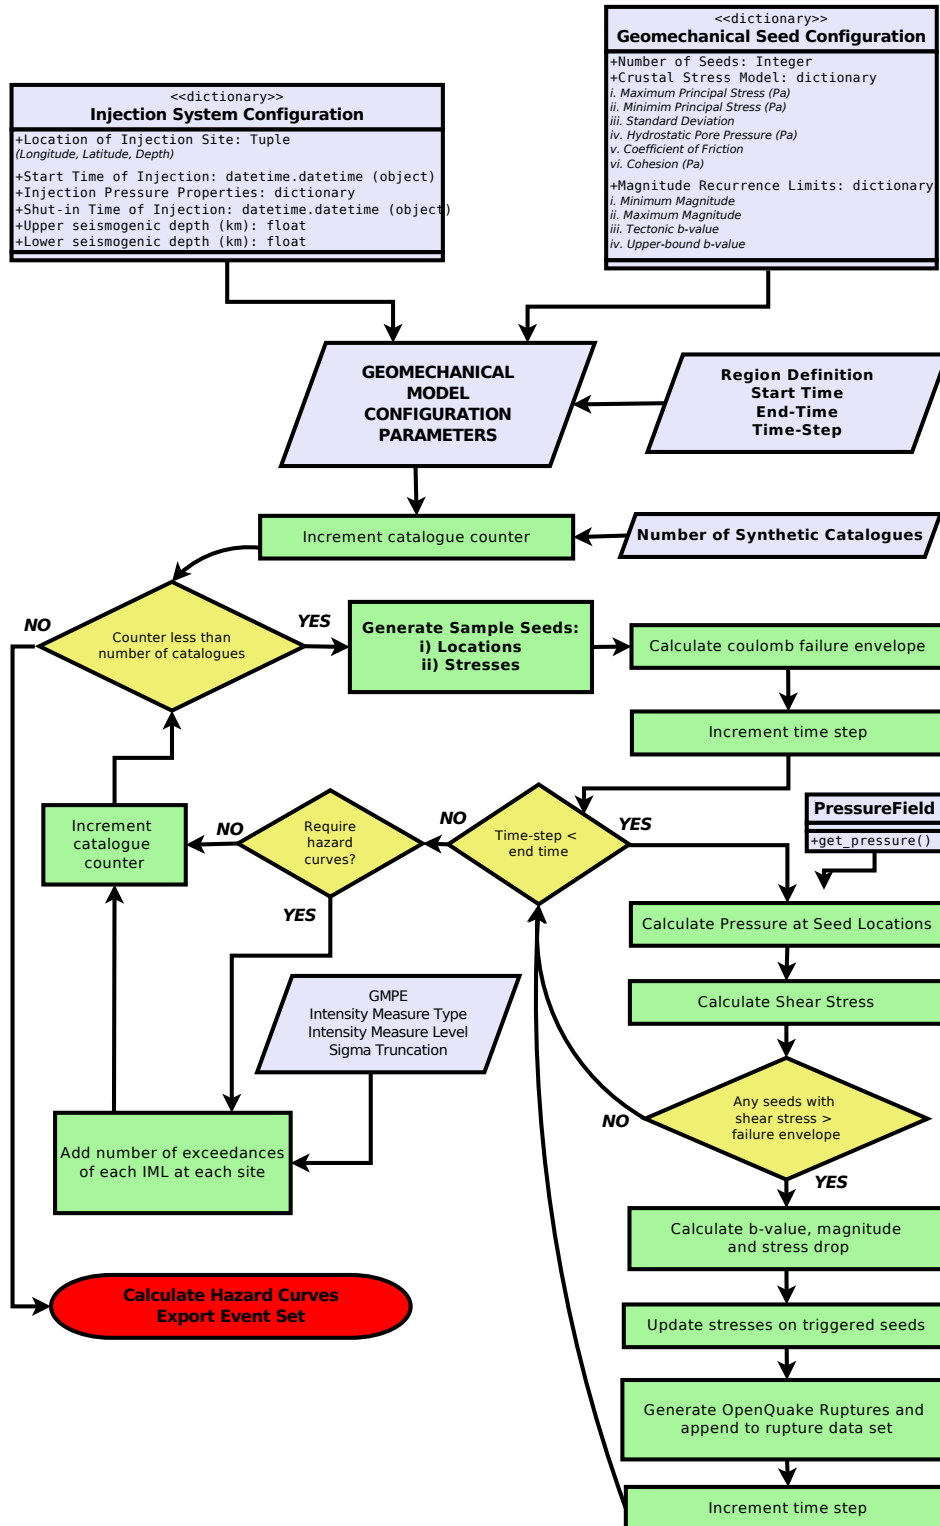 <<dictionary>>
Geomechanical Seed Configuration
+Number of Seeds: Integer
+Crustal Stress Model: dictionary
i. Maximum Principal Stress (Pa)
ii. Minimim Principal Stress (Pa)
iii. Standard Deviation
iv. Hydrostatic Pore Pressure (Pa)
v. Coefficient of Friction
vi. Cohesion (Pa)
+Magnitude Recurrence Limits: dictionary
i. Minimum Magnitude
ii. Maximum Magnitude
iii. Tectonic b-value
iv. Upper-bound b-value
<<dictionary>>
Injection System Configuration
+Location of Injection Site: Tuple
(Longitude, Latitude, Depth)
+Start Time of Injection: datetime.datetime (object)
+Injection Pressure Properties: dictionary
+Shut-in Time of Injection: datetime.datetime (object)
+Upper seismogenic depth (km): float
+Lower seismogenic depth (km): float
GEOMECHANICAL
MODEL
CONFIGURATION
PARAMETERS
Region Definition
Start Time
End-Time
Time-Step
Increment catalogue counter
Number of Synthetic Catalogues
NO
Counter less than
number of catalogues
YES
Generate Sample Seeds:
i) Locations
ii) Stresses
Calculate coulomb failure envelope
Increment time step
Increment
catalogue
counter
NO
Require
hazard
curves?
YES
NO
Time-step <
end time
YES
PressureField
+get_pressure()
Calculate Pressure at Seed Locations
Calculate Shear Stress
GMPE
Intensity Measure Type
Intensity Measure Level
Sigma Truncation
Any seeds with
shear stress >
failure envelope
NO
YES
Add number of exceedances
of each IML at each site
Calculate b-value, magnitude
and stress drop
Calculate Hazard Curves
Export Event Set
Update stresses on triggered seeds
Generate OpenQuake Ruptures and
append to rupture data set
Increment time step